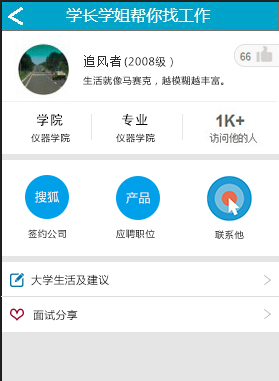 学长学姐帮你找工作
追风者(2008级)
66
生活就像马赛克，越模糊越丰富。
学院 专业 1K+
仪器学院 仪器学院 访问他的人
搜狐 产品
签约公司 应聘职位 联系他
大学生活及建议
面试分享